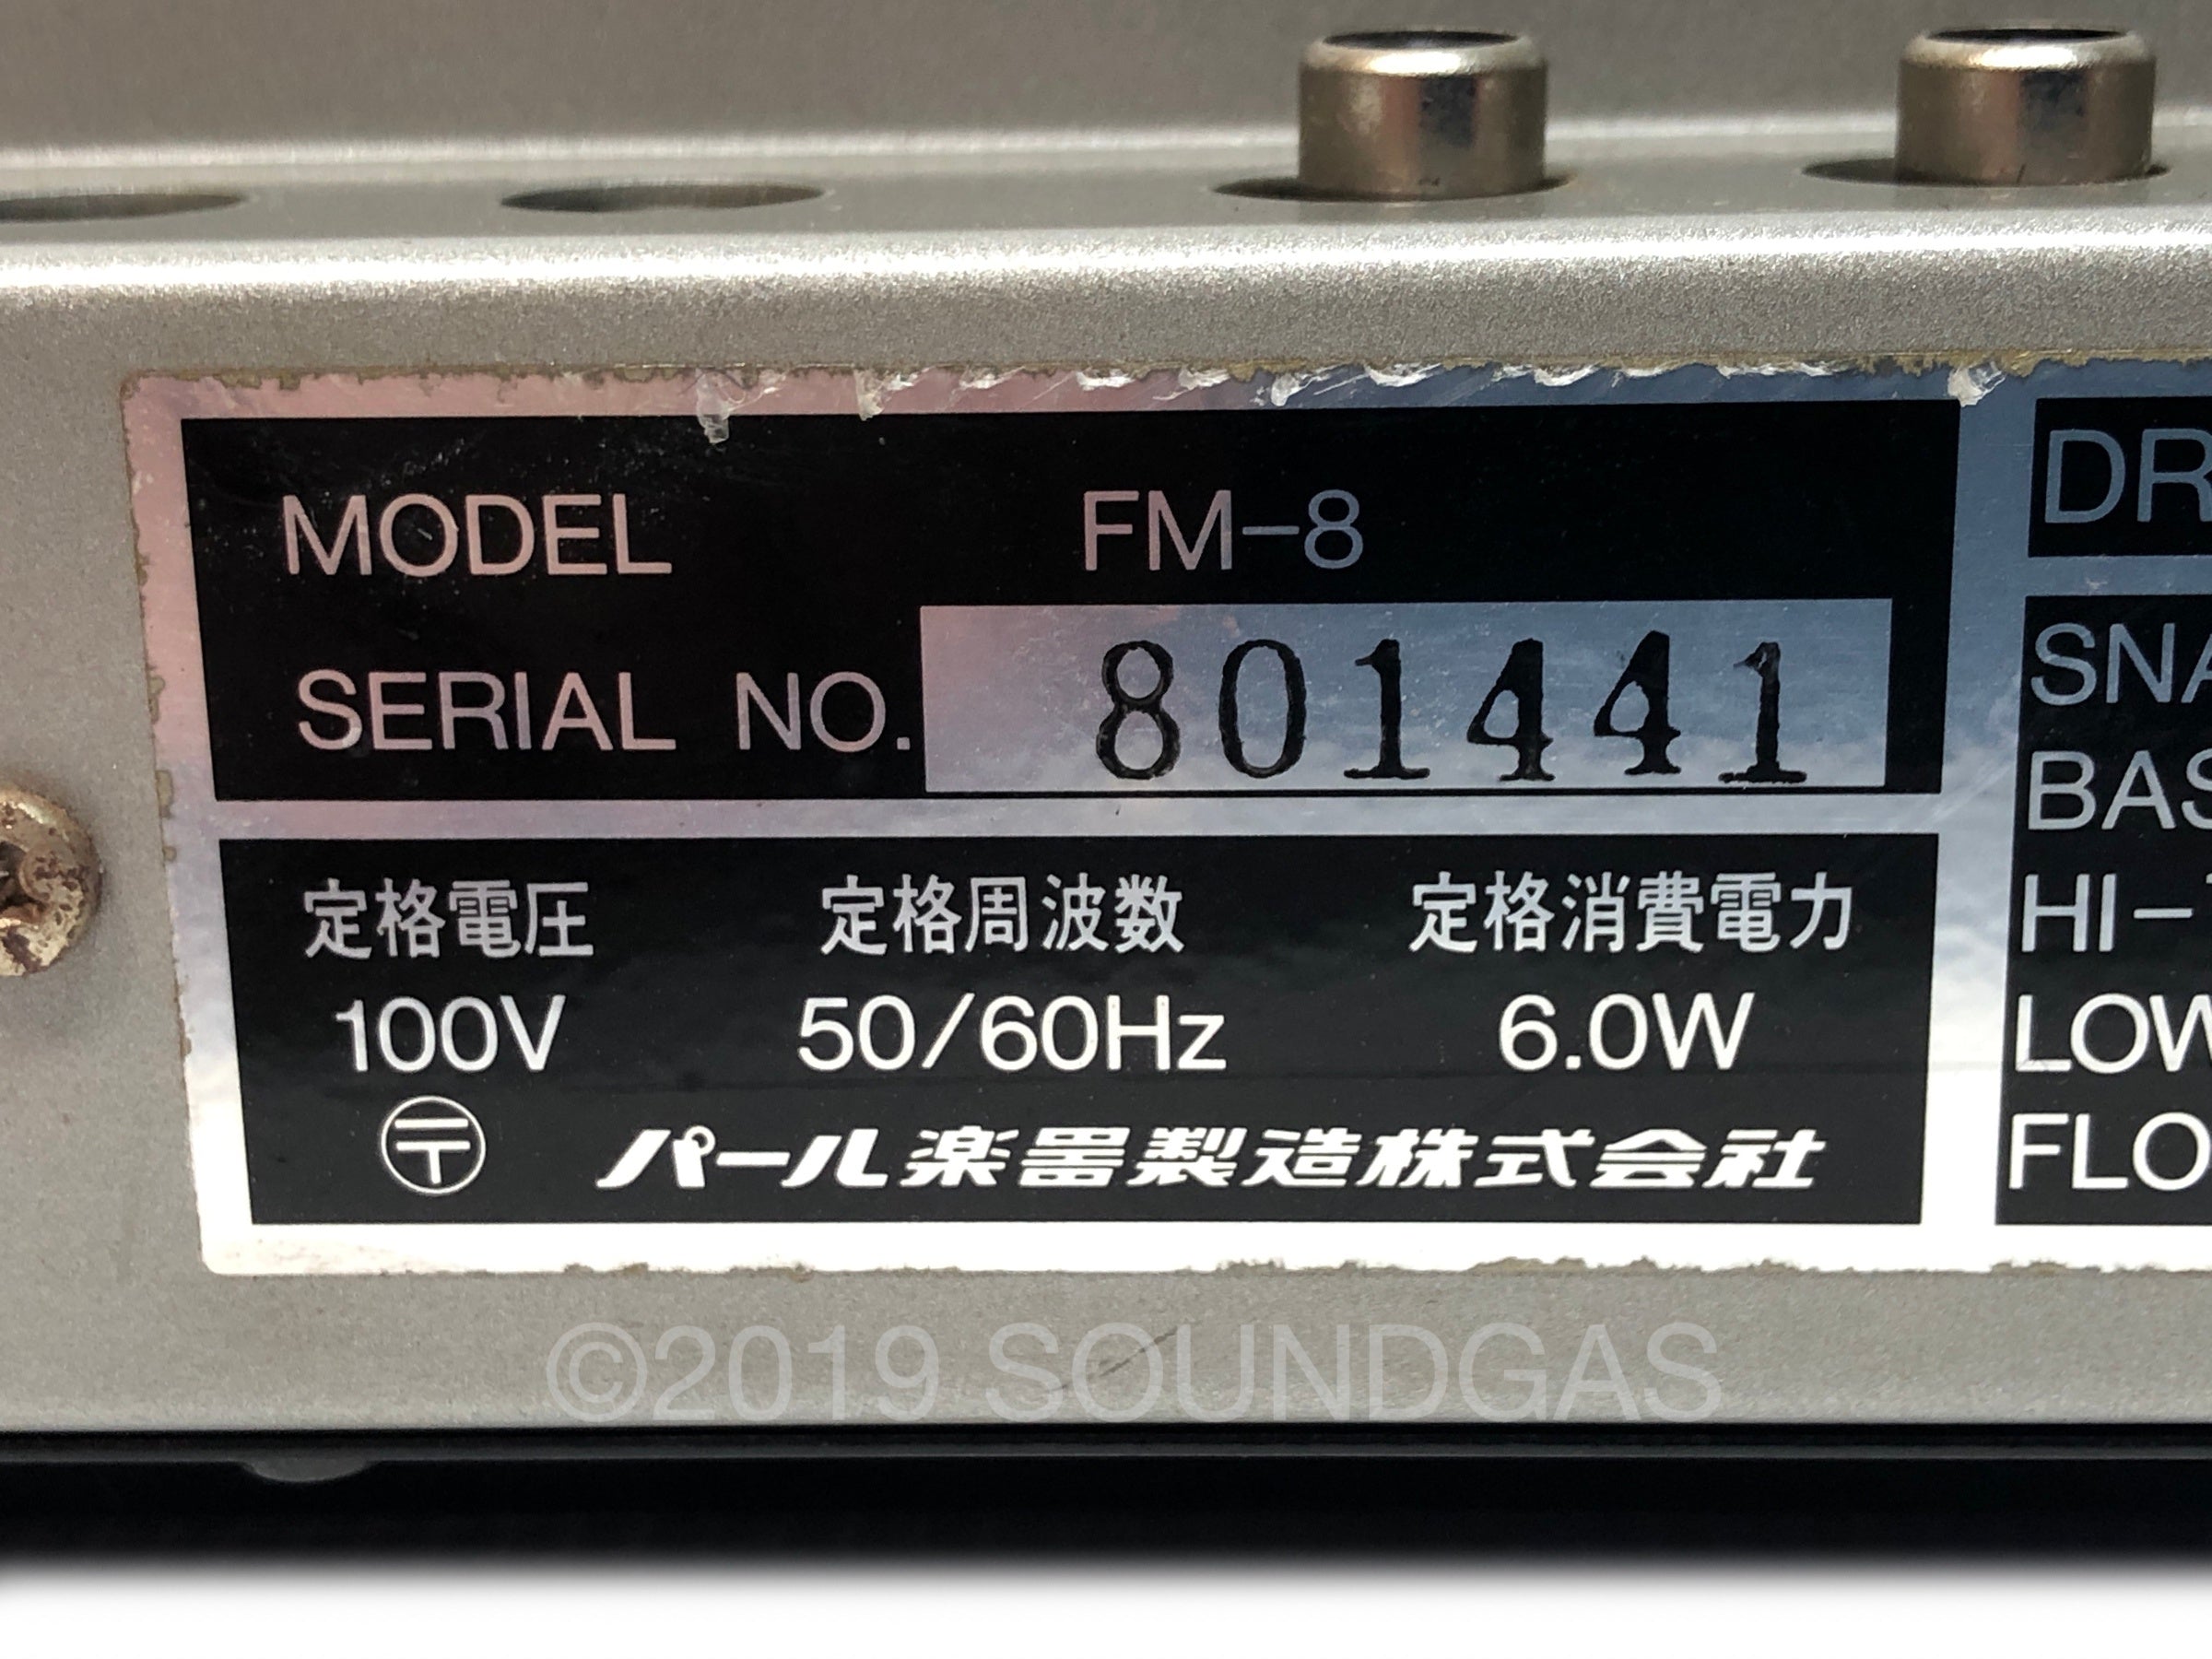 MODEL FM-8
SERIAL NO. 801441
定格電圧 定格周波数 定格消費電力
100V 50/60Hz 6.0W
〒 パール楽器製造株式会社
DR
SNA
BAS
HI-
LOW
FLO
©2019 SOUNDGAS